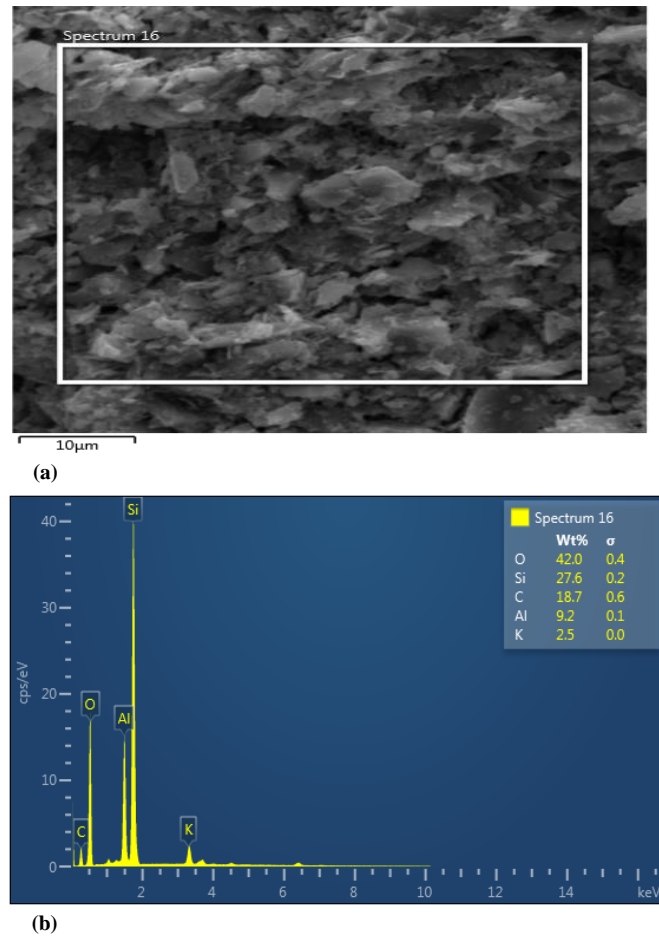 Spectrum 16
10µm
(a)
Si
40
30
20
10
0
cps/eV
O
Al
C
K
2
4
6
8
10
12
14
keV
Spectrum 16
Wt% σ
O 42.0 0.4
Si 27.6 0.2
C 18.7 0.6
Al 9.2 0.1
K 2.5 0.0
(b)